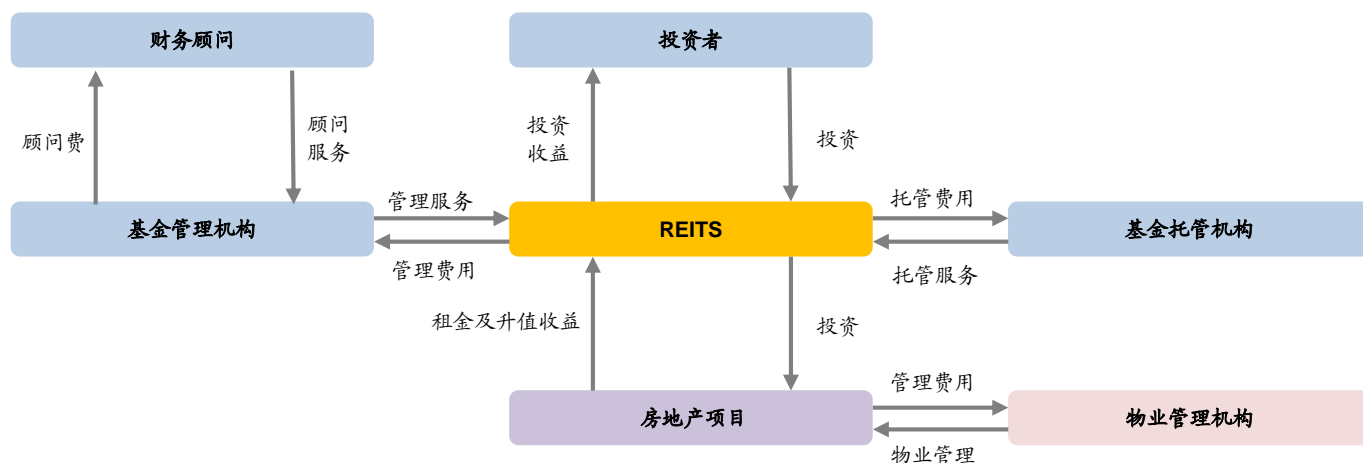 财务顾问
投资者
顾问费
顾问
服务
投资
收益
投资
管理服务
托管费用
基金管理机构
REITS
基金托管机构
管理费用
托管服务
租金及升值收益
投资
管理费用
房地产项目
物业管理机构
物业管理